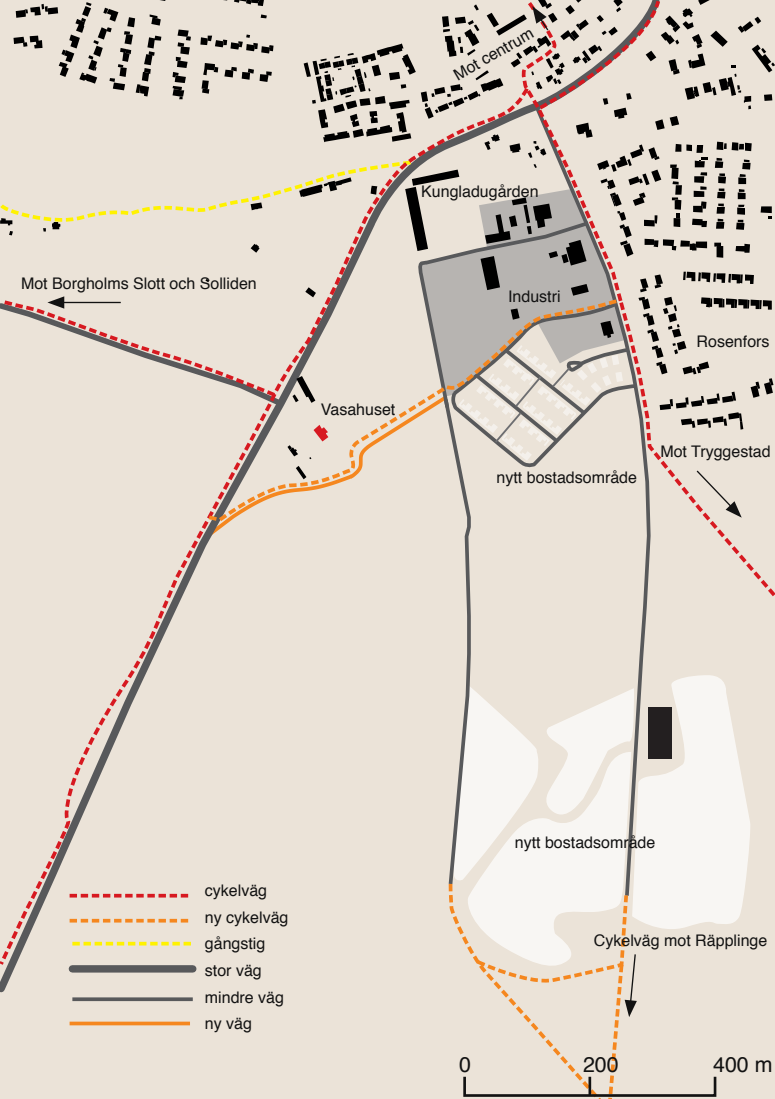 Mot centrum
Kungladugården
Mot Borgholms Slott och Solliden
Industri
Rosenfors
Vasahuset
Mot Tryggestad
nytt bostadsområde
nytt bostadsområde
cykelväg
ny cykelväg
gångstig
stor väg
mindre väg
ny väg
Cykelväg mot Räpplinge
0 200 400 m